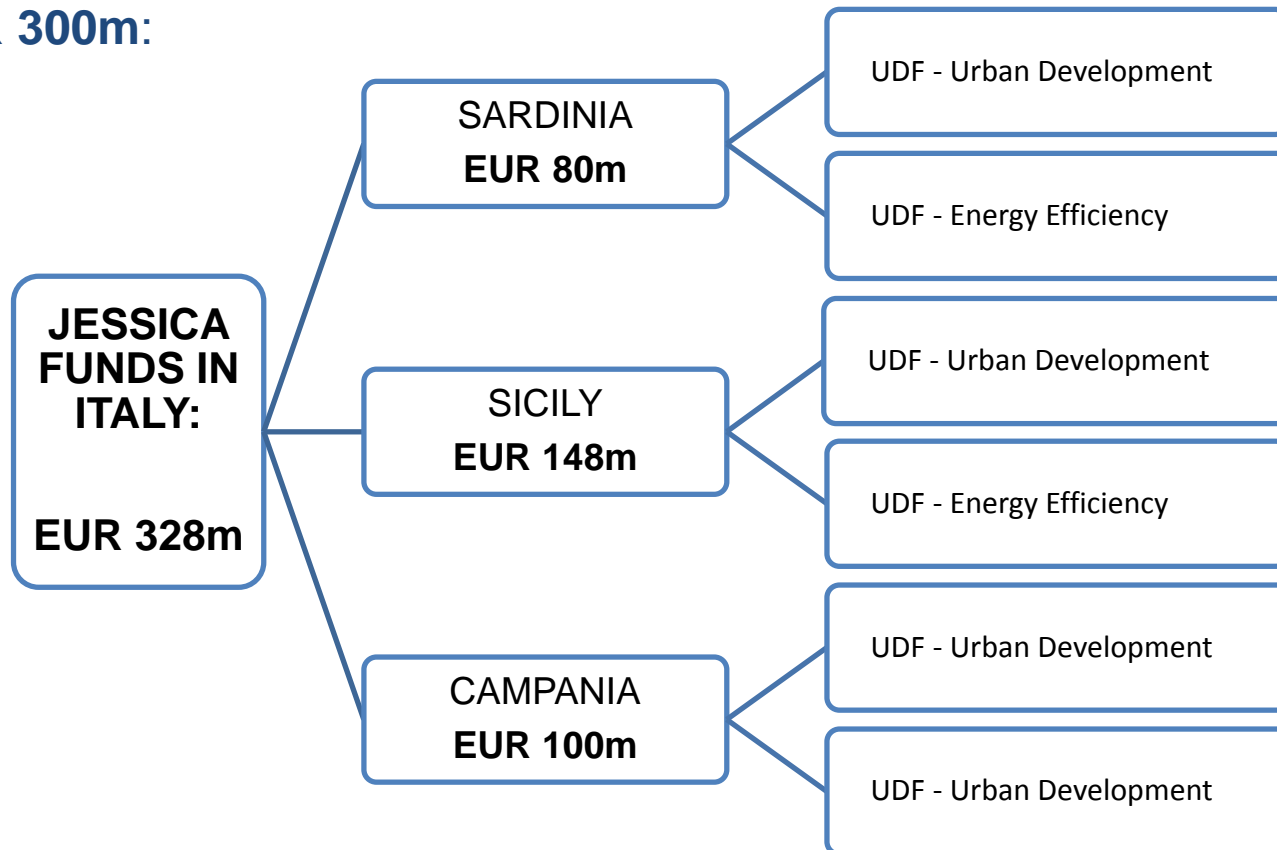 300m:
JESSICA
FUNDS IN
ITALY:
EUR 328m
SARDINIA
EUR 80m
UDF - Urban Development
UDF - Energy Efficiency
SICILY
EUR 148m
UDF - Urban Development
UDF - Energy Efficiency
CAMPANIA
EUR 100m
UDF - Urban Development
UDF - Urban Development